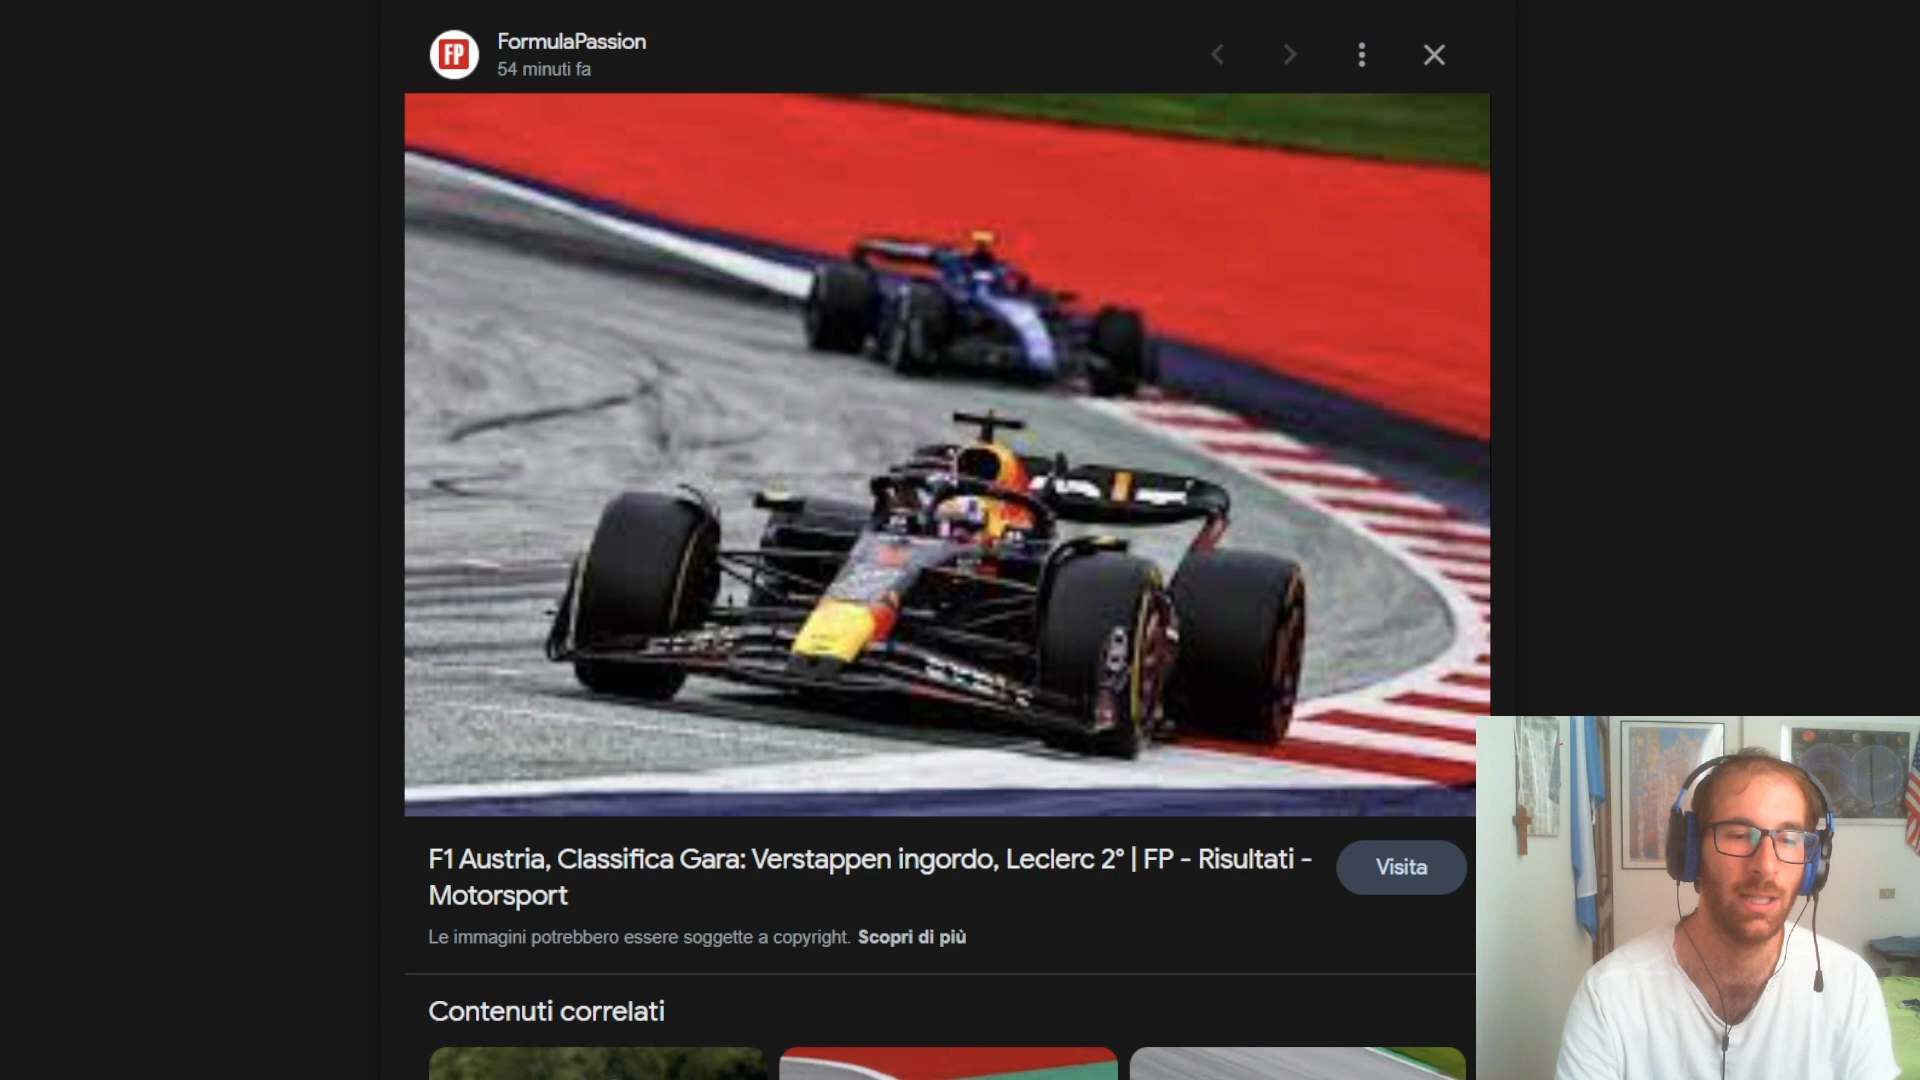 FP
FormulaPassion
54 minuti fa
F1 Austria, Classifica Gara: Verstappen ingordo, Leclerc 2° | FP - Risultati -
Motorsport
Visita
Le immagini potrebbero essere soggette a copyright. Scopri di più
Contenuti correlati